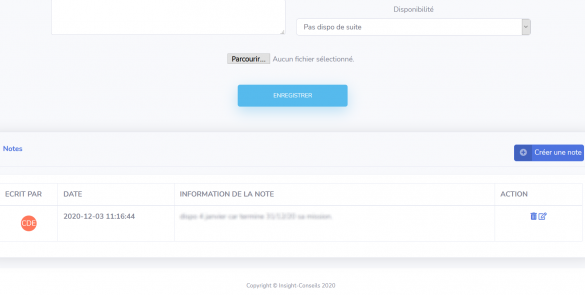 Disponibilité
Pas dispo de suite
Parcourir... Aucun fichier sélectionné.
ENREGISTRER
Notes
Créer une note
ECRIT PAR DATE INFORMATION DE LA NOTE ACTION
CDE 2020-12-03 11:16:44
Copyright © Insight-Conseils 2020